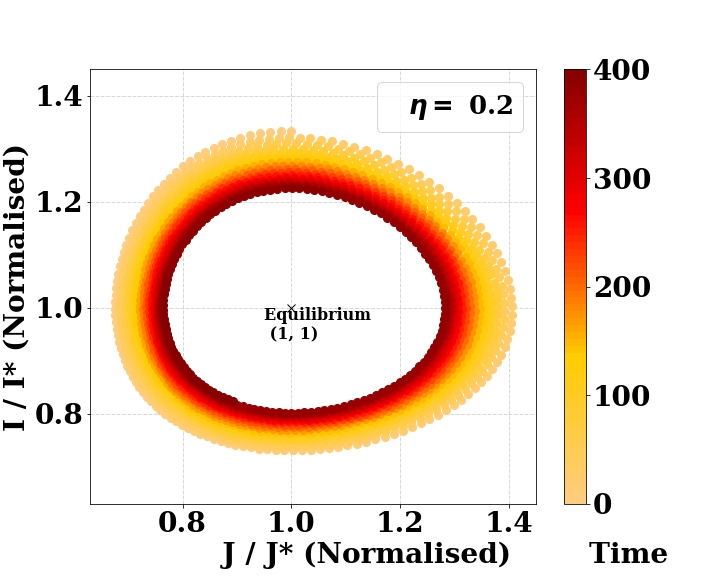 η = 0.2
1.4
1.2
1.0
0.8
I / I* (Normalised)
Equilibrium
(1, 1)
0.8 1.0 1.2 1.4
J / J* (Normalised)
400
300
200
100
0
Time